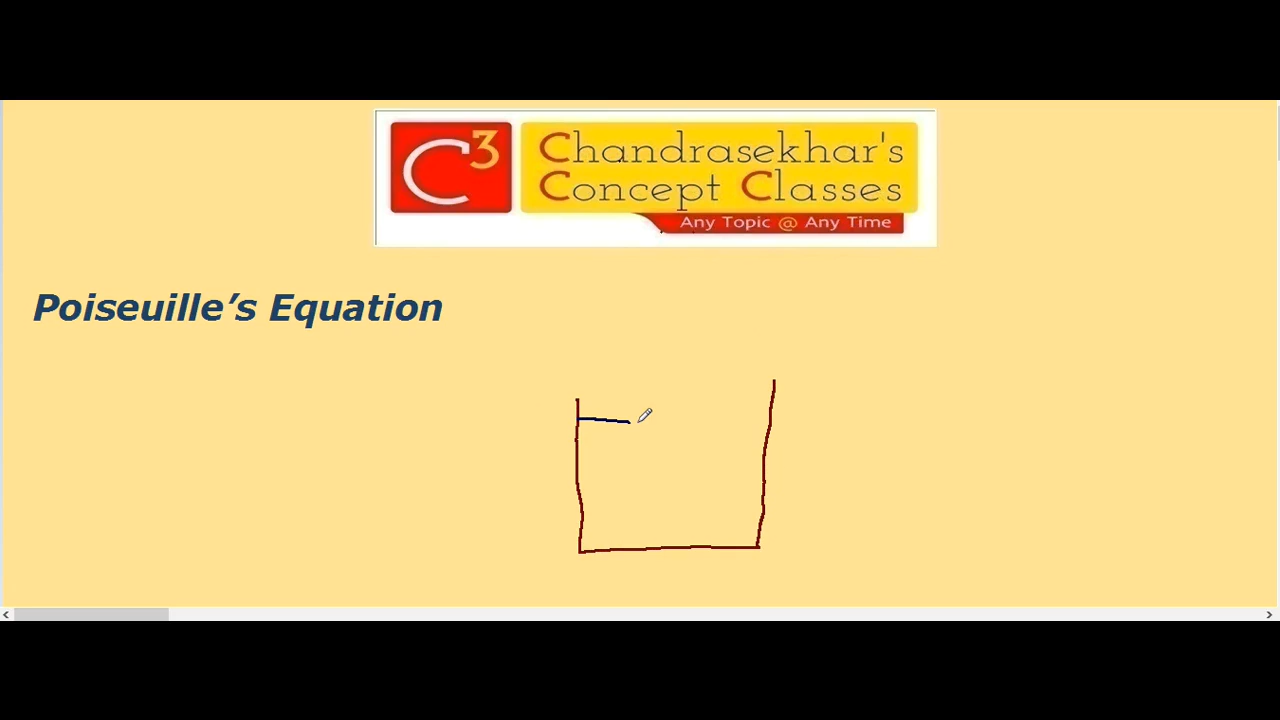 C3
Chandrasekhar's
Concept Classes
Any Topic @ Any Time
Poiseuille’s Equation